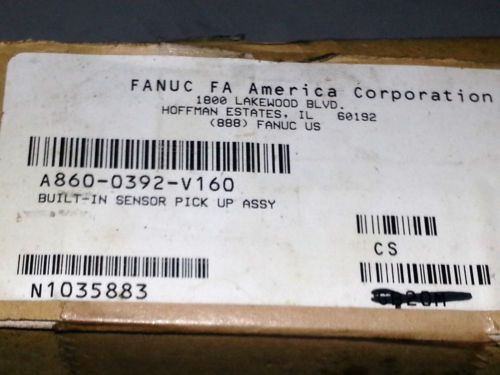 FANUC FA America Corporation
1800 LAKEWOOD BLVD.
HOFFMAN ESTATES, IL 60192
(888) FANUC US
A860-0392-V160
BUILT-IN SENSOR PICK UP ASSY
CS
N1035883
20M